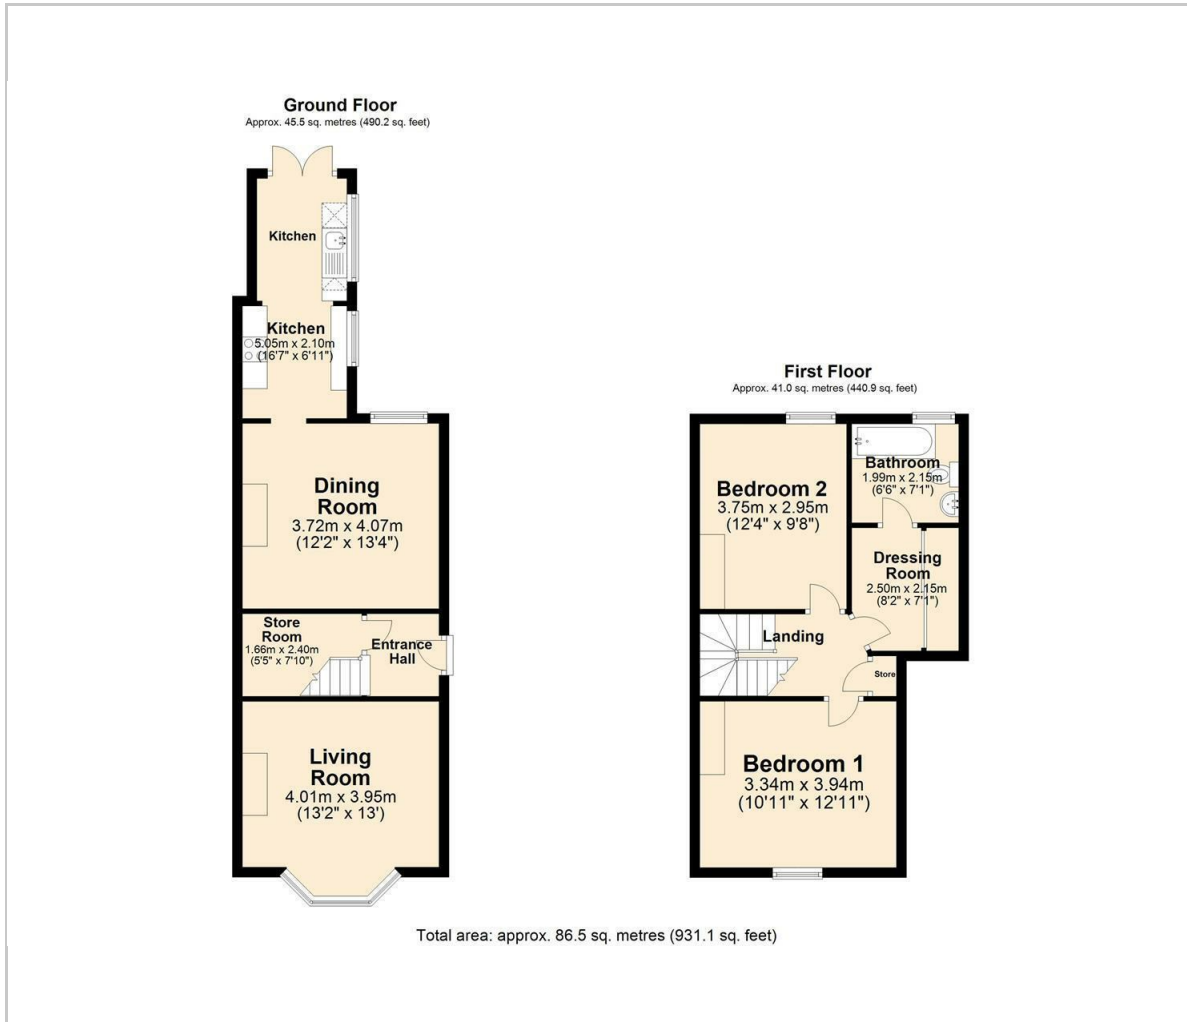 Ground Floor
Approx. 45.5 sq. metres (490.2 sq. feet)
Kitchen
Kitchen
5.05m x 2.10m
(16'7" x 6'11")
Dining
Room
3.72m x 4.07m
(12'2" x 13'4")
Store
Room
1.66m x 2.40m
(5'5" x 7'10")
Entrance
Hall
Living
Room
4.01m x 3.95m
(13'2" x 13')
First Floor
Approx. 41.0 sq. metres (440.9 sq. feet)
Bedroom 2
3.75m x 2.95m
(12'4" x 9'8")
Bathroom
1.99m x 2.15m
(6'6" x 7'1")
Dressing
Room
2.50m x 2.15m
(8'2" x 7'1")
Landing
Store
Bedroom 1
3.34m x 3.94m
(10'11" x 12'11")
Total area: approx. 86.5 sq. metres (931.1 sq. feet)